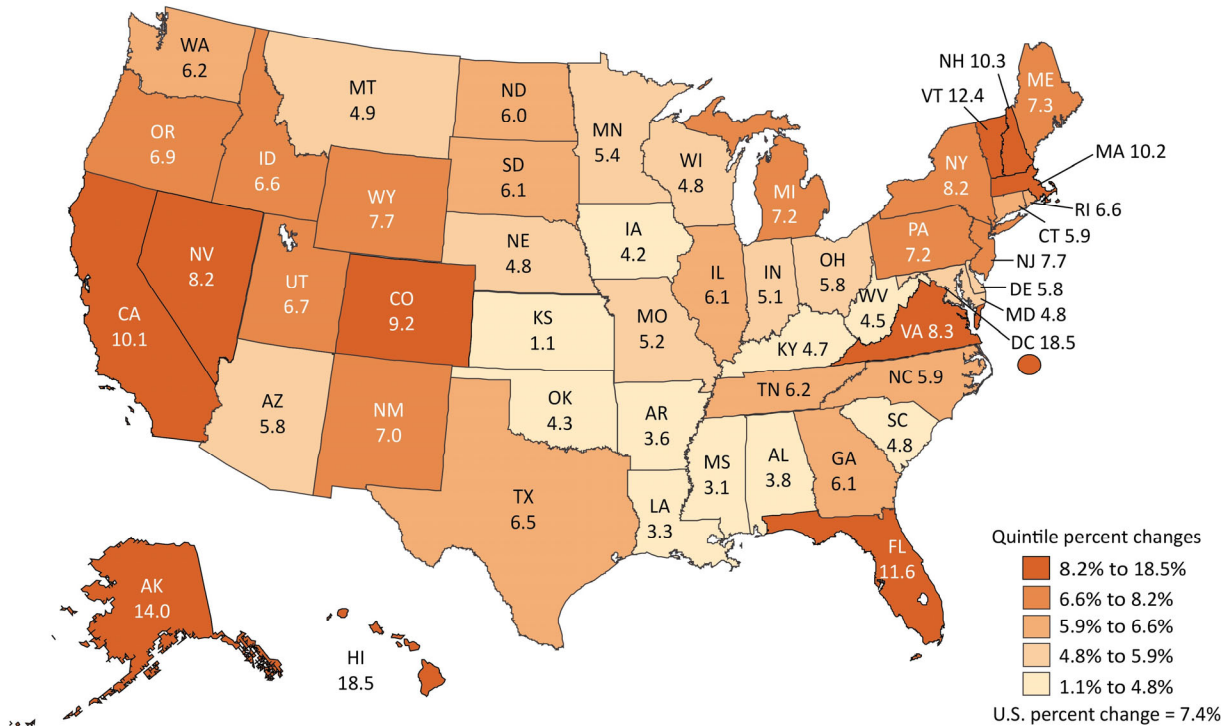 WA
6.2
MT
4.9
ND
6.0
MN
5.4
OR
6.9
ID
6.6
WY
7.7
SD
6.1
WI
4.8
MI
7.2
NH 10.3
VT 12.4
ME
7.3
NY
8.2
MA 10.2
RI 6.6
CT 5.9
PA
7.2
NJ 7.7
DE 5.8
MD 4.8
DC 18.5
NE
4.8
IA
4.2
IL
6.1
IN
5.1
OH
5.8
WV
4.5
VA 8.3
NV
8.2
UT
6.7
CO
9.2
CA
10.1
KS
1.1
MO
5.2
KY 4.7
TN 6.2
NC 5.9
AZ
5.8
NM
7.0
OK
4.3
AR
3.6
SC
4.8
MS
3.1
AL
3.8
GA
6.1
TX
6.5
LA
3.3
FL
11.6
AK
14.0
HI
18.5
Quintile percent changes
8.2% to 18.5%
6.6% to 8.2%
5.9% to 6.6%
4.8% to 5.9%
1.1% to 4.8%
U.S. percent change = 7.4%